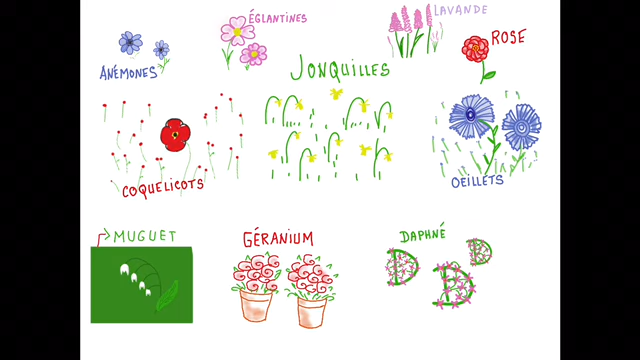 ÉGLANTINES
LAVANDE
ROSE
ANÉMONES
JONQUILLES
COQUELICOTS
OEILLETS
MUGUET
GÉRANIUM
DAPHNÉ